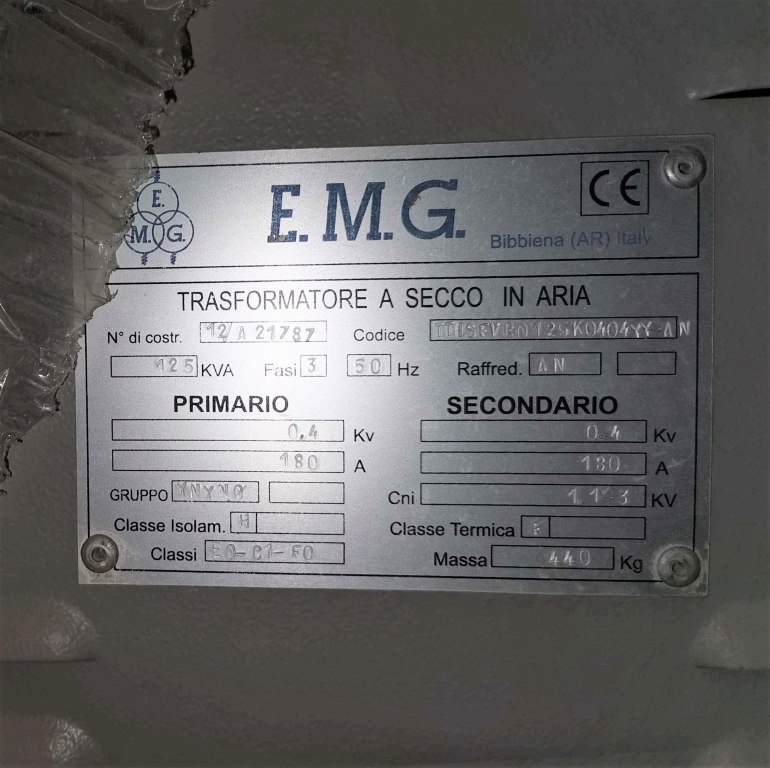 E.
M. G.
E.M.G.
CE
Bibbiena (AR) Italy
TRASFORMATORE A SECCO IN ARIA
N° di costr. 12/A 21787 Codice
125 KVA Fasi 3 50 Hz Raffred. AN
PRIMARIO SECONDARIO
0.4 Kv 0.4 Kv
180 A 180 A
GRUPPO YNYN0 Cni 1.1-3 KV
Classe Isolam. H Classe Termica F
Classi E0-C1-F0 Massa 440 Kg